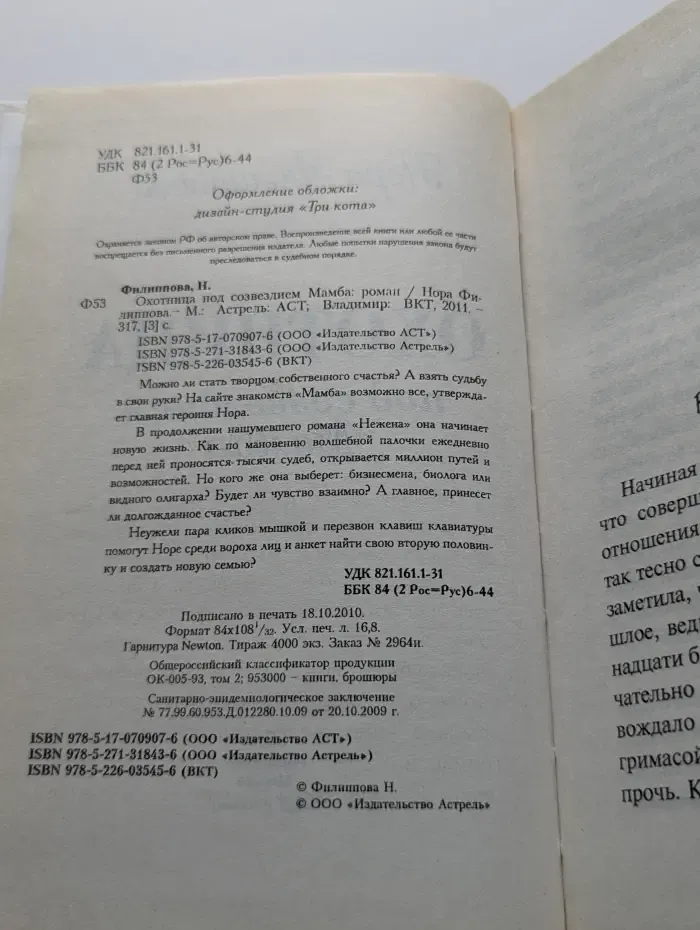 УДК 821.161.1-31
ББК 84 (2 Рос=Рус)6-44
Ф53
Оформление обложки:
дизайн-студия «Три кота»
Охраняется законом РФ об авторском праве. Воспроизведение всей книги или любой ее части
воспрещается без письменного разрешения издателя. Любые попытки нарушения закона будут
преследоваться в судебном порядке.
Филиппова, Н.
Ф53 Охотница под созвездием Мамба: роман / Нора Фи-
липпова. – М.: Астрель: АСТ; Владимир: ВКТ, 2011. –
317, [3] с.
ISBN 978-5-17-070907-6 (ООО «Издательство АСТ»)
ISBN 978-5-271-31843-6 (ООО «Издательство Астрель»)
ISBN 978-5-226-03545-6 (ВКТ)
Можно ли стать творцом собственного счастья? А взять судьбу
в свои руки? На сайте знакомств «Мамба» возможно все, утвержда-
ет главная героиня Нора.
В продолжении нашумевшего романа «Нежена» она начинает
новую жизнь. Как по мановению волшебной палочки ежедневно
перед ней проносятся тысячи судеб, открывается миллион путей и
возможностей. Но кого же она выберет: бизнесмена, биолога или
видного олигарха? Будет ли чувство взаимно? А главное, принесет
ли долгожданное счастье?
Неужели пара кликов мышкой и перезвон клавиш клавиатуры
помогут Норе среди вороха лиц и анкет найти свою вторую половин-
ку и создать новую семью?
УДК 821.161.1-31
ББК 84 (2 Рос=Рус)6-44
Подписано в печать 18.10.2010.
Формат 84х108 1/32. Усл. печ. л. 16,8.
Гарнитура Newton. Тираж 4000 экз. Заказ № 2964и.
Общероссийский классификатор продукции
ОК-005-93, том 2; 953000 – книги, брошюры
Санитарно-эпидемиологическое заключение
№ 77.99.60.953.Д.012280.10.09 от 20.10.2009 г.
ISBN 978-5-17-070907-6 (ООО «Издательство АСТ»)
ISBN 978-5-271-31843-6 (ООО «Издательство Астрель»)
ISBN 978-5-226-03545-6 (ВКТ)
© Филиппова Н.
© ООО «Издательство Астрель»
Начиная
что соверш
отношения
так тесно с
заметила,
шлое, вед
надцати б
чательно
вождало
гримасой
прочь. К